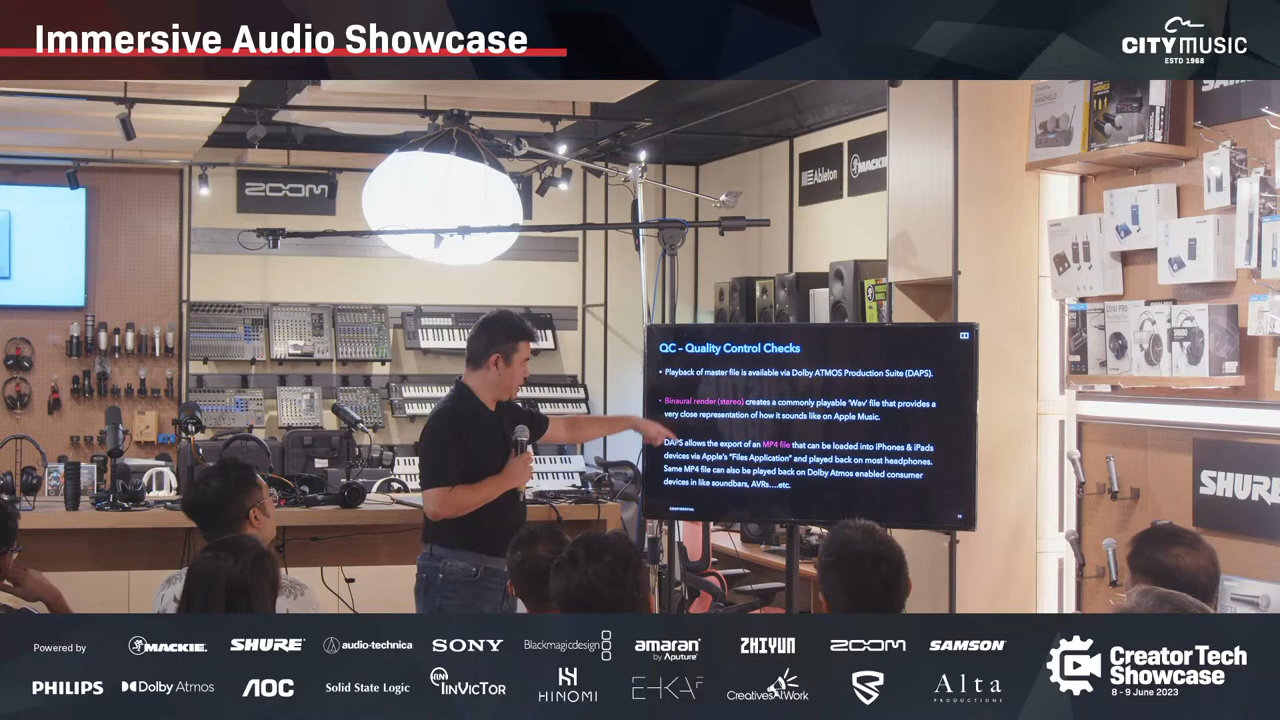 Immersive Audio Showcase
CITYMUSIC
ESTD 1968
ZOOM
Ableton
MACKIE
SHURE
QC – Quality Control Checks
• Playback of master file is available via Dolby ATMOS Production Suite (DAPS).
• Binaural render (stereo) creates a commonly playable 'Wav' file that provides a
very close representation of how it sounds like on Apple Music.
DAPS allows the export of an MP4 file that can be loaded into iPhones & iPads
devices via Apple's "Files Application" and played back on most headphones.
Same MP4 file can also be played back on Dolby Atmos enabled consumer
devices in like soundbars, AVRs....etc.
CONFIDENTIAL
Powered by
MACKIE.
SHURE
audio-technica
SONY
Blackmagicdesign
amaran
by Aputure
ZHIYUN
ZOOM
SAMSON
PHILIPS
Dolby Atmos
AOC
Solid State Logic
INVICTOR
HINOMI
CreativesAtWork
Alta
PRODUCTIONS
Creator Tech
Showcase
8 - 9 June 2023